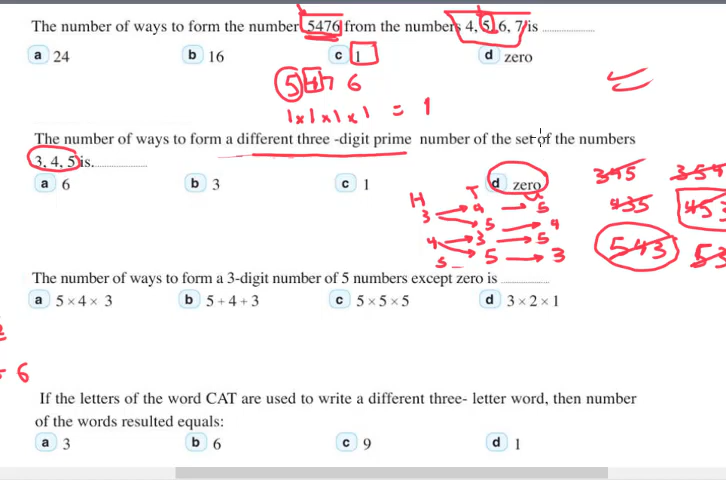 The number of ways to form the number 5476 from the numbers 4, 5, 6, 7 is
a 24 b 16 c 1 d zero
5 4 7 6
1 x 1 x 1 x 1 = 1
The number of ways to form a different three -digit prime number of the set of the numbers
3, 4, 5 is.
a 6 b 3 c 1 d zero
345 354
H T
3 4 5 435 453
5 4
4 3 5 543 53
5 5 3
The number of ways to form a 3-digit number of 5 numbers except zero is
a 5 × 4 × 3 b 5 + 4 + 3 c 5 × 5 × 5 d 3 × 2 × 1
6
If the letters of the word CAT are used to write a different three- letter word, then number
of the words resulted equals:
a 3 b 6 c 9 d 1